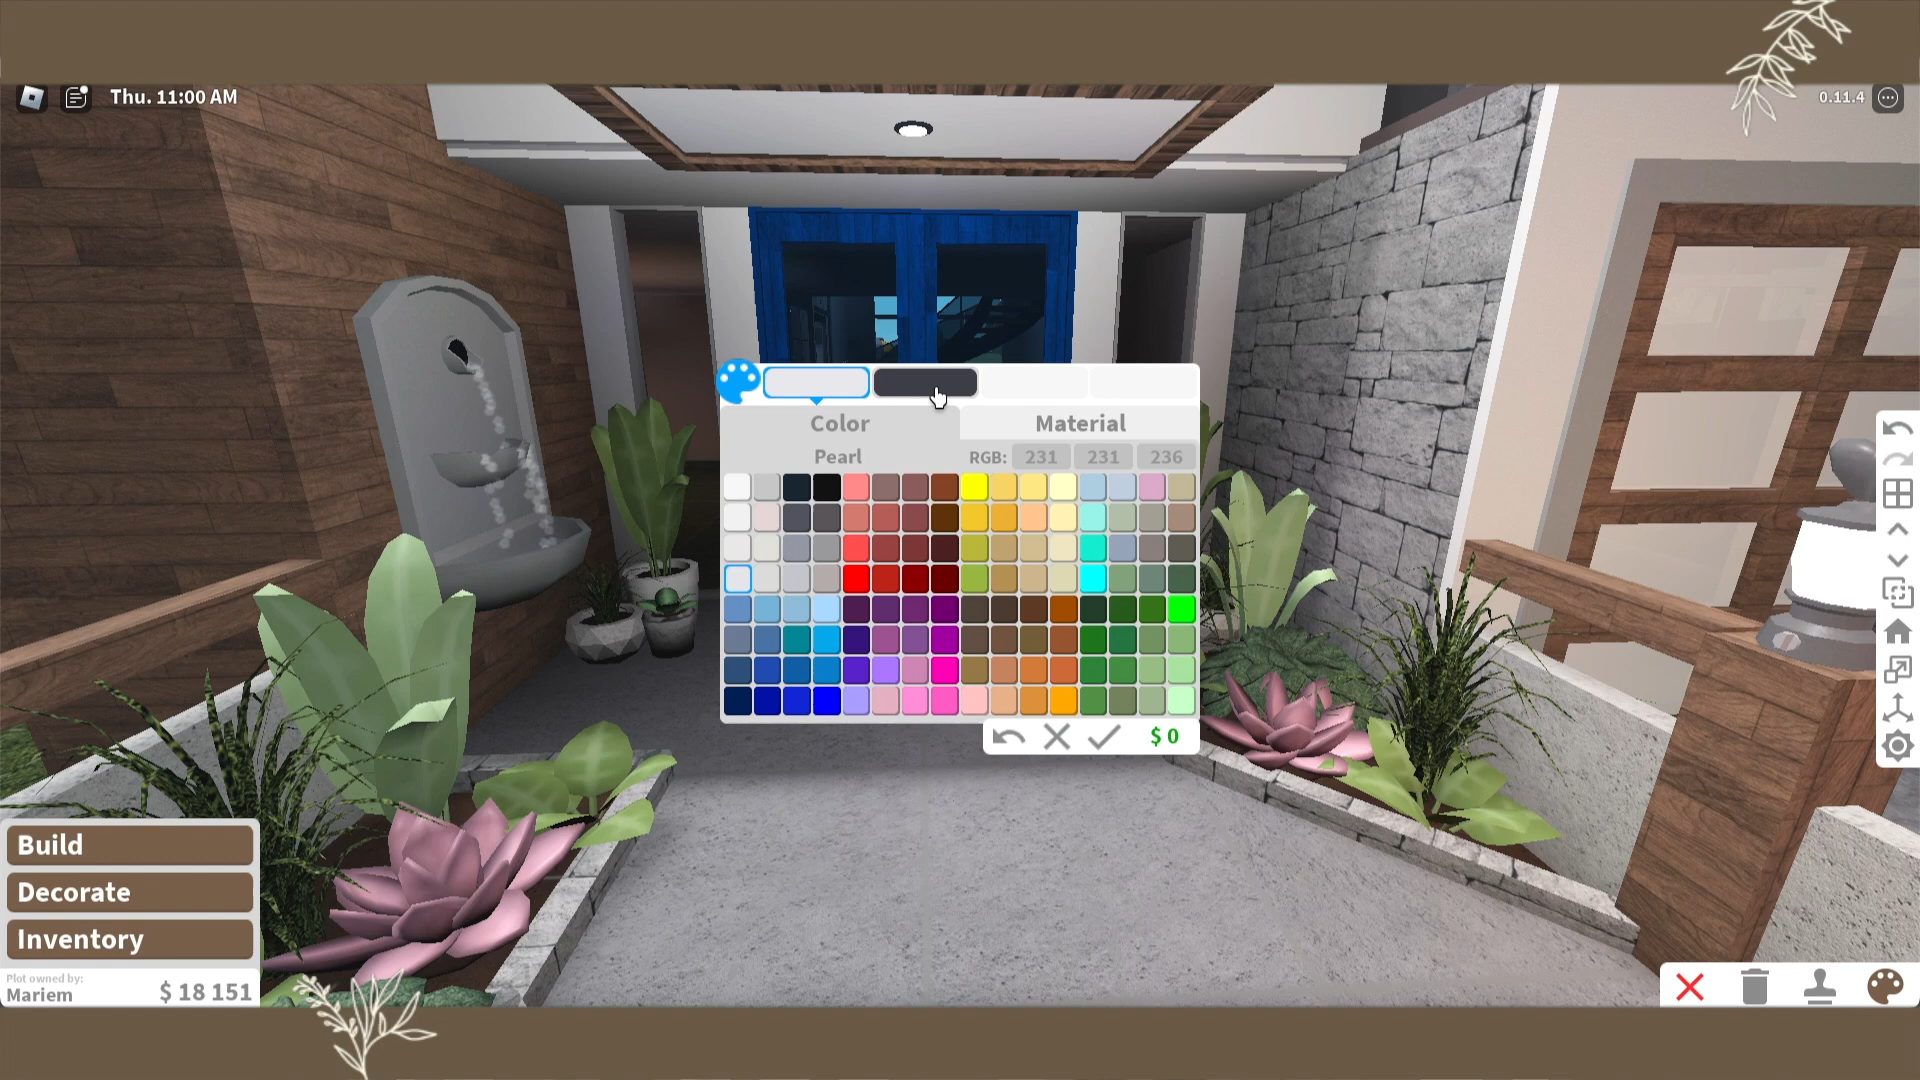 Thu. 11:00 AM
0.11.4
Color
Material
Pearl
RGB: 231 231 236
$ 0
Build
Decorate
Inventory
Plot owned by:
Mariem
$ 18 151